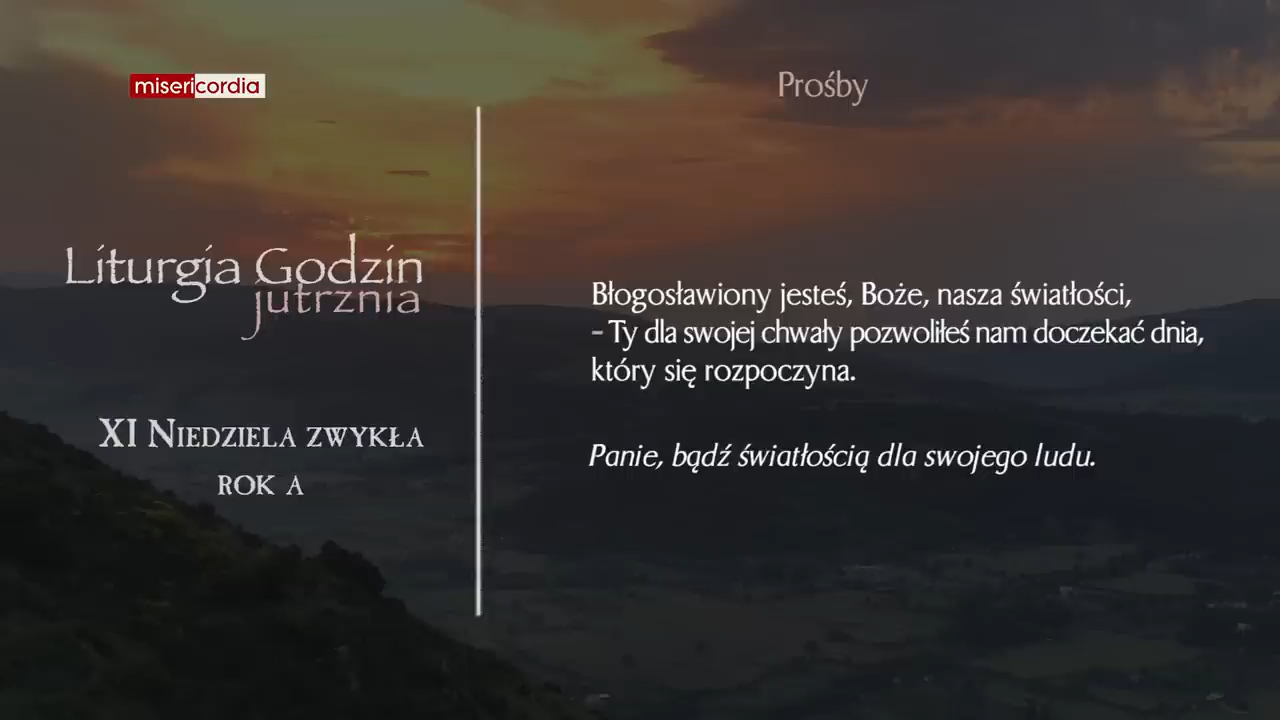 misericordia
Liturgia Godzin
jutrznia
XI Niedziela zwykła
rok a
Prośby
Błogosławiony jesteś, Boże, nasza światłości,
- Ty dla swojej chwały pozwoliłeś nam doczekać dnia,
który się rozpoczyna.
Panie, bądź światłością dla swojego ludu.